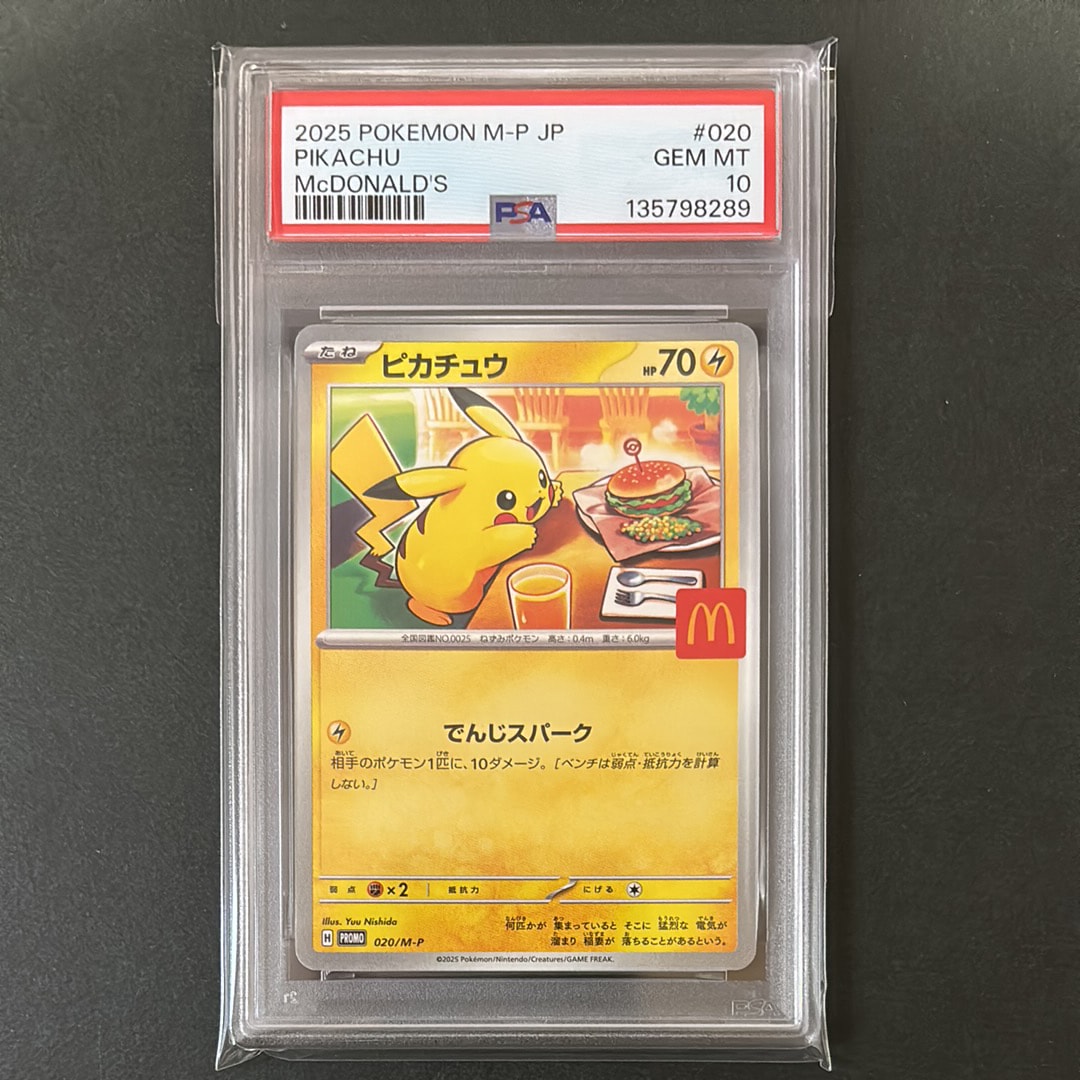 2025 POKEMON M-P JP #020
PIKACHU GEM MT
McDONALD'S 10
PSA 135798289
たね ピカチュウ HP70
全国図鑑NO.0025 ねずみポケモン 高さ:0.4m 重さ:6.0kg
でんじスパーク
相手のポケモン1匹に、10ダメージ。[ベンチは弱点・抵抗力を計算
しない。]
弱点 ×2 抵抗力 にげる
Illus. Yuu Nishida
何匹かが 集まっていると そこに 猛烈な 電気が
溜まり 稲妻が 落ちることがあるという。
H PROMO 020/M-P
©2025 Pokémon/Nintendo/Creatures/GAME FREAK.
PSA